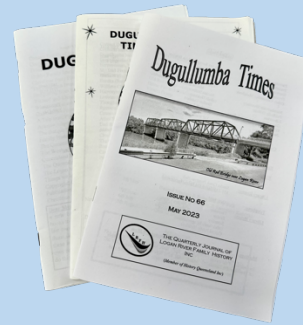 DUG
DUGU
TI
Dugullumba Times
The Red Bridge over Logan River
ISSUE NO 66
MAY 2023
THE QUARTERLY JOURNAL OF
LOGAN RIVER FAMILY HISTORY
INC
(Member of History Queensland Inc)